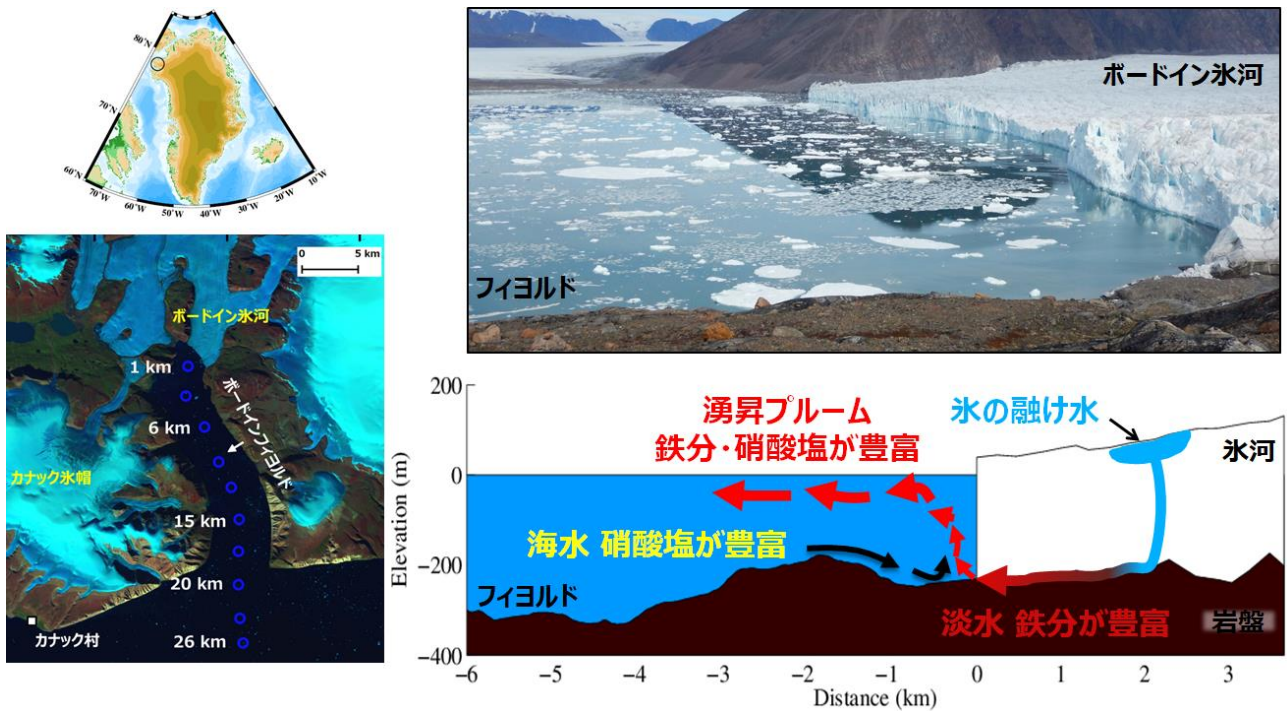 80°N
70°N
60°N
70°W
60°W
50°W
40°W
30°W
20°W
10°W
0 5 km
ボードイン氷河
1 km
ボードインフィヨルド
6 km
カナック氷帽
15 km
20 km
カナック村
26 km
ボードイン氷河
フィヨルド
200
0
-200
-400
Elevation (m)
湧昇プルーム
鉄分・硝酸塩が豊富
氷の融け水
氷河
海水 硝酸塩が豊富
フィヨルド
淡水 鉄分が豊富
岩盤
-6 -5 -4 -3 -2 -1 0 1 2 3
Distance (km)